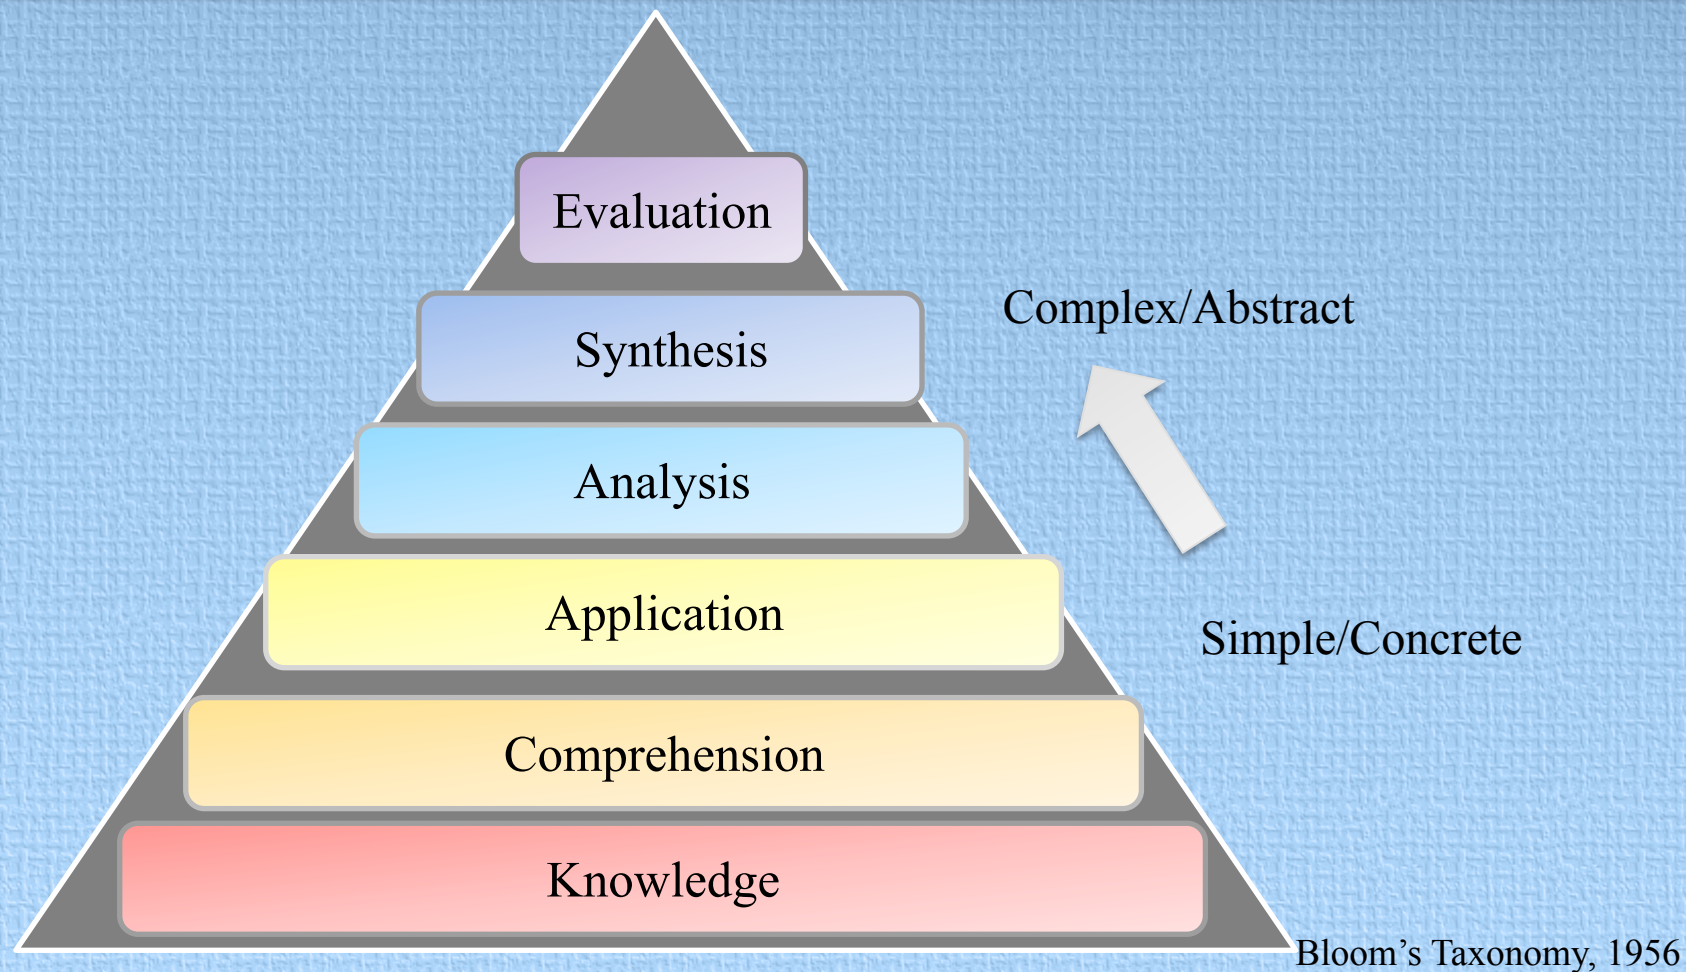 Evaluation
Synthesis
Complex/Abstract
Analysis
Application
Simple/Concrete
Comprehension
Knowledge
Bloom’s Taxonomy, 1956